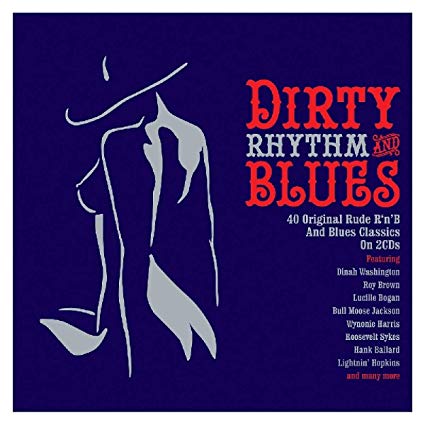 DIRTY
RHYTHM AND
BLUES
40 Original Rude R'n'B
And Blues Classics
On 2CDs
Featuring
Dinah Washington
Roy Brown
Lucille Bogan
Bull Moose Jackson
Wynonie Harris
Roosevelt Sykes
Hank Ballard
Lightnin' Hopkins
and many more